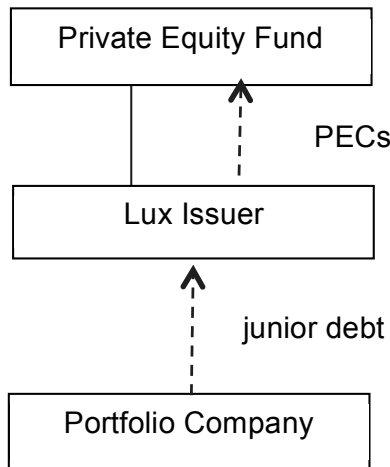 Private Equity Fund
PECs
Lux Issuer
junior debt
Portfolio Company